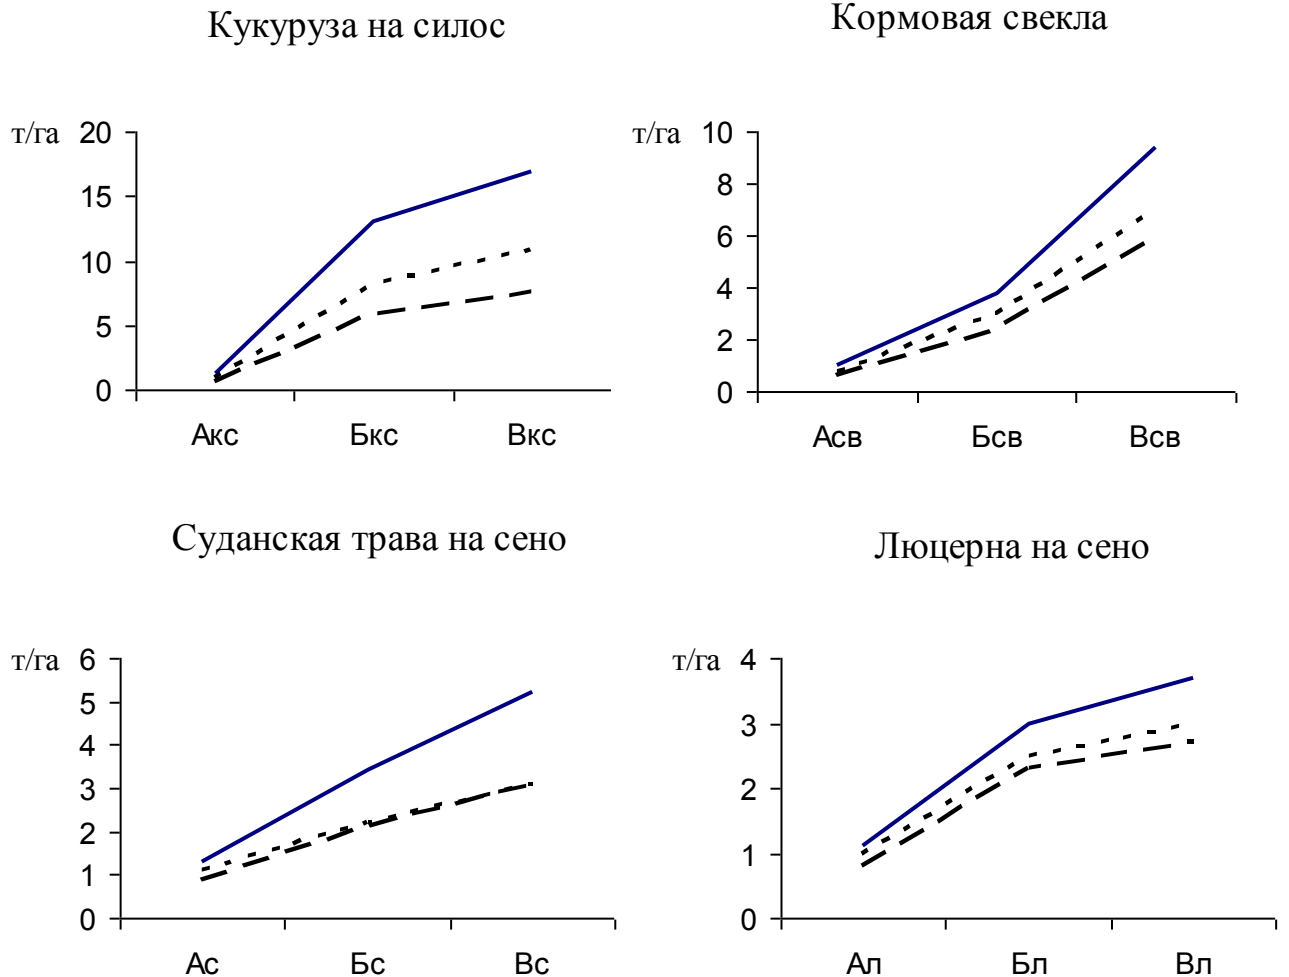 Кукуруза на силос
т/га
20
15
10
5
0
Акс Бкс Вкс
Кормовая свекла
т/га
10
8
6
4
2
0
Асв Бсв Всв
Суданская трава на сено
т/га
6
5
4
3
2
1
0
Ас Бс Вс
Люцерна на сено
т/га
4
3
2
1
0
Ал Бл Вл